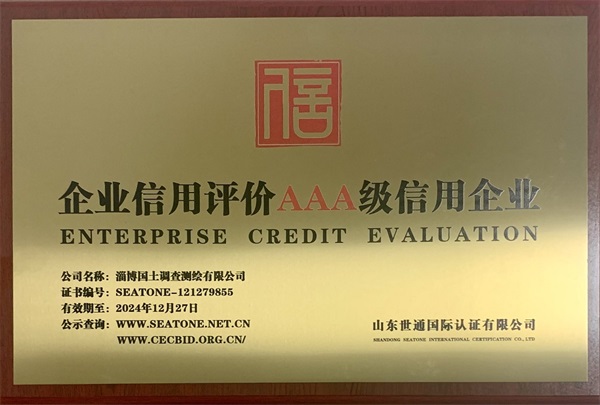 信
企业信用评价AAA级信用企业
ENTERPRISE CREDIT EVALUATION
公司名称：淄博国土调查测绘有限公司
证书编号：SEATONE-121279855
有效期至：2024年12月27日
公示查询：WWW.SEATONE.NET.CN
WWW.CECBID.ORG.CN/
山东世通国际认证有限公司
SHANDONG SEATONE INTERNATIONAL CERTIFICATION CO., LTD